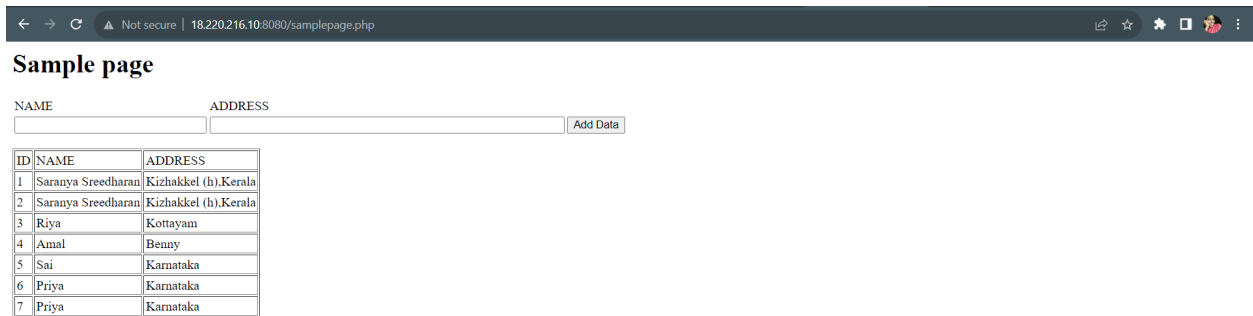 Not secure | 18.220.216.10:8080/samplepage.php
Sample page
NAME ADDRESS
Add Data
ID NAME ADDRESS
1 Saranya Sreedharan Kizhakkel (h),Kerala
2 Saranya Sreedharan Kizhakkel (h),Kerala
3 Riya Kottayam
4 Amal Benny
5 Sai Karnataka
6 Priya Karnataka
7 Priya Karnataka